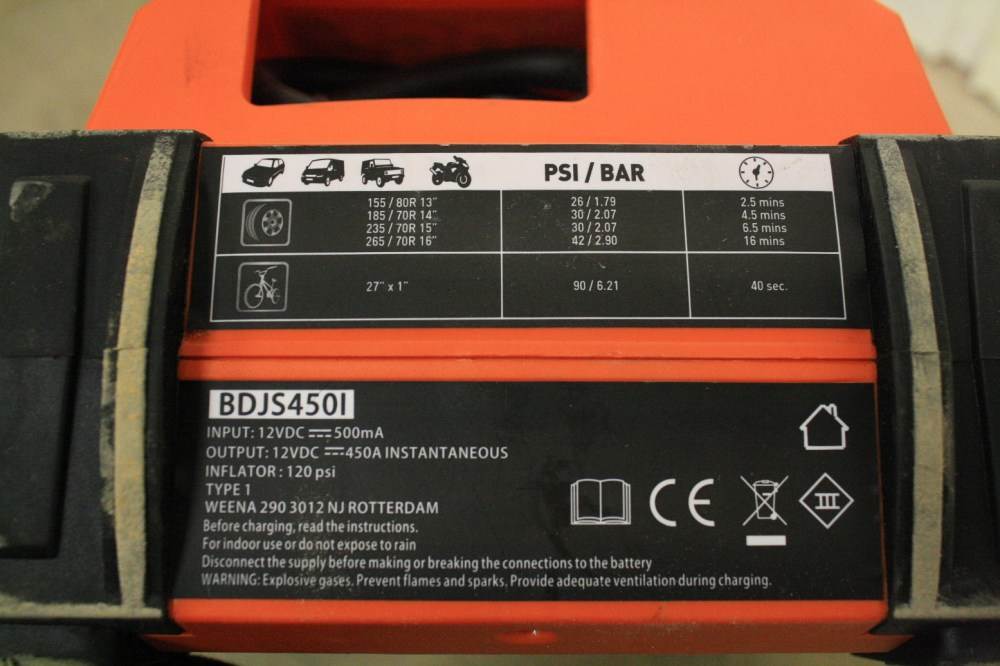 PSI / BAR
155 / 80R 13" 26 / 1.79 2.5 mins
185 / 70R 14" 30 / 2.07 4.5 mins
235 / 70R 15" 30 / 2.07 6.5 mins
265 / 70R 16" 42 / 2.90 16 mins
27" x 1" 90 / 6.21 40 sec.
BDJS450I
INPUT: 12VDC ⎓ 500mA
OUTPUT: 12VDC ⎓ 450A INSTANTANEOUS
INFLATOR : 120 psi
TYPE 1
WEENA 290 3012 NJ ROTTERDAM
Before charging, read the instructions.
For indoor use or do not expose to rain
Disconnect the supply before making or breaking the connections to the battery
WARNING: Explosive gases. Prevent flames and sparks. Provide adequate ventilation during charging.
CE
III